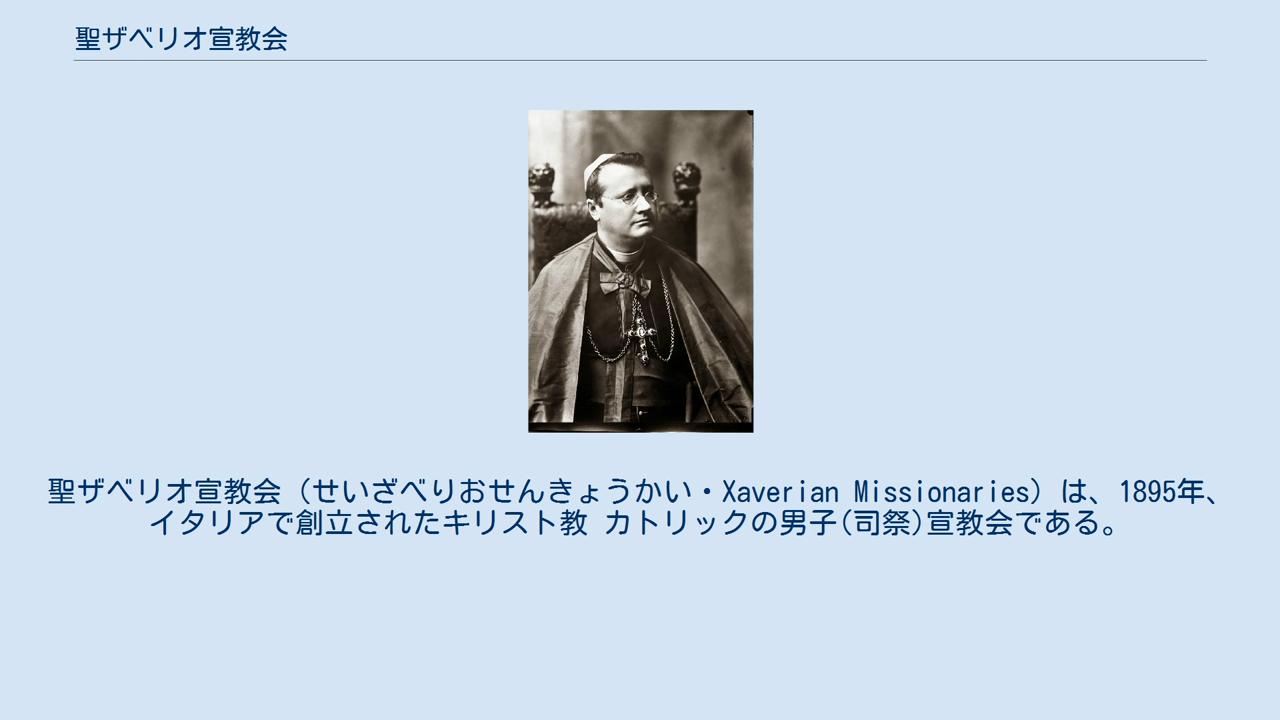 聖ザベリオ宣教会
聖ザベリオ宣教会（せいざべりおせんきょうかい・Xaverian Missionaries）は、1895年、
イタリアで創立されたキリスト教 カトリックの男子(司祭)宣教会である。